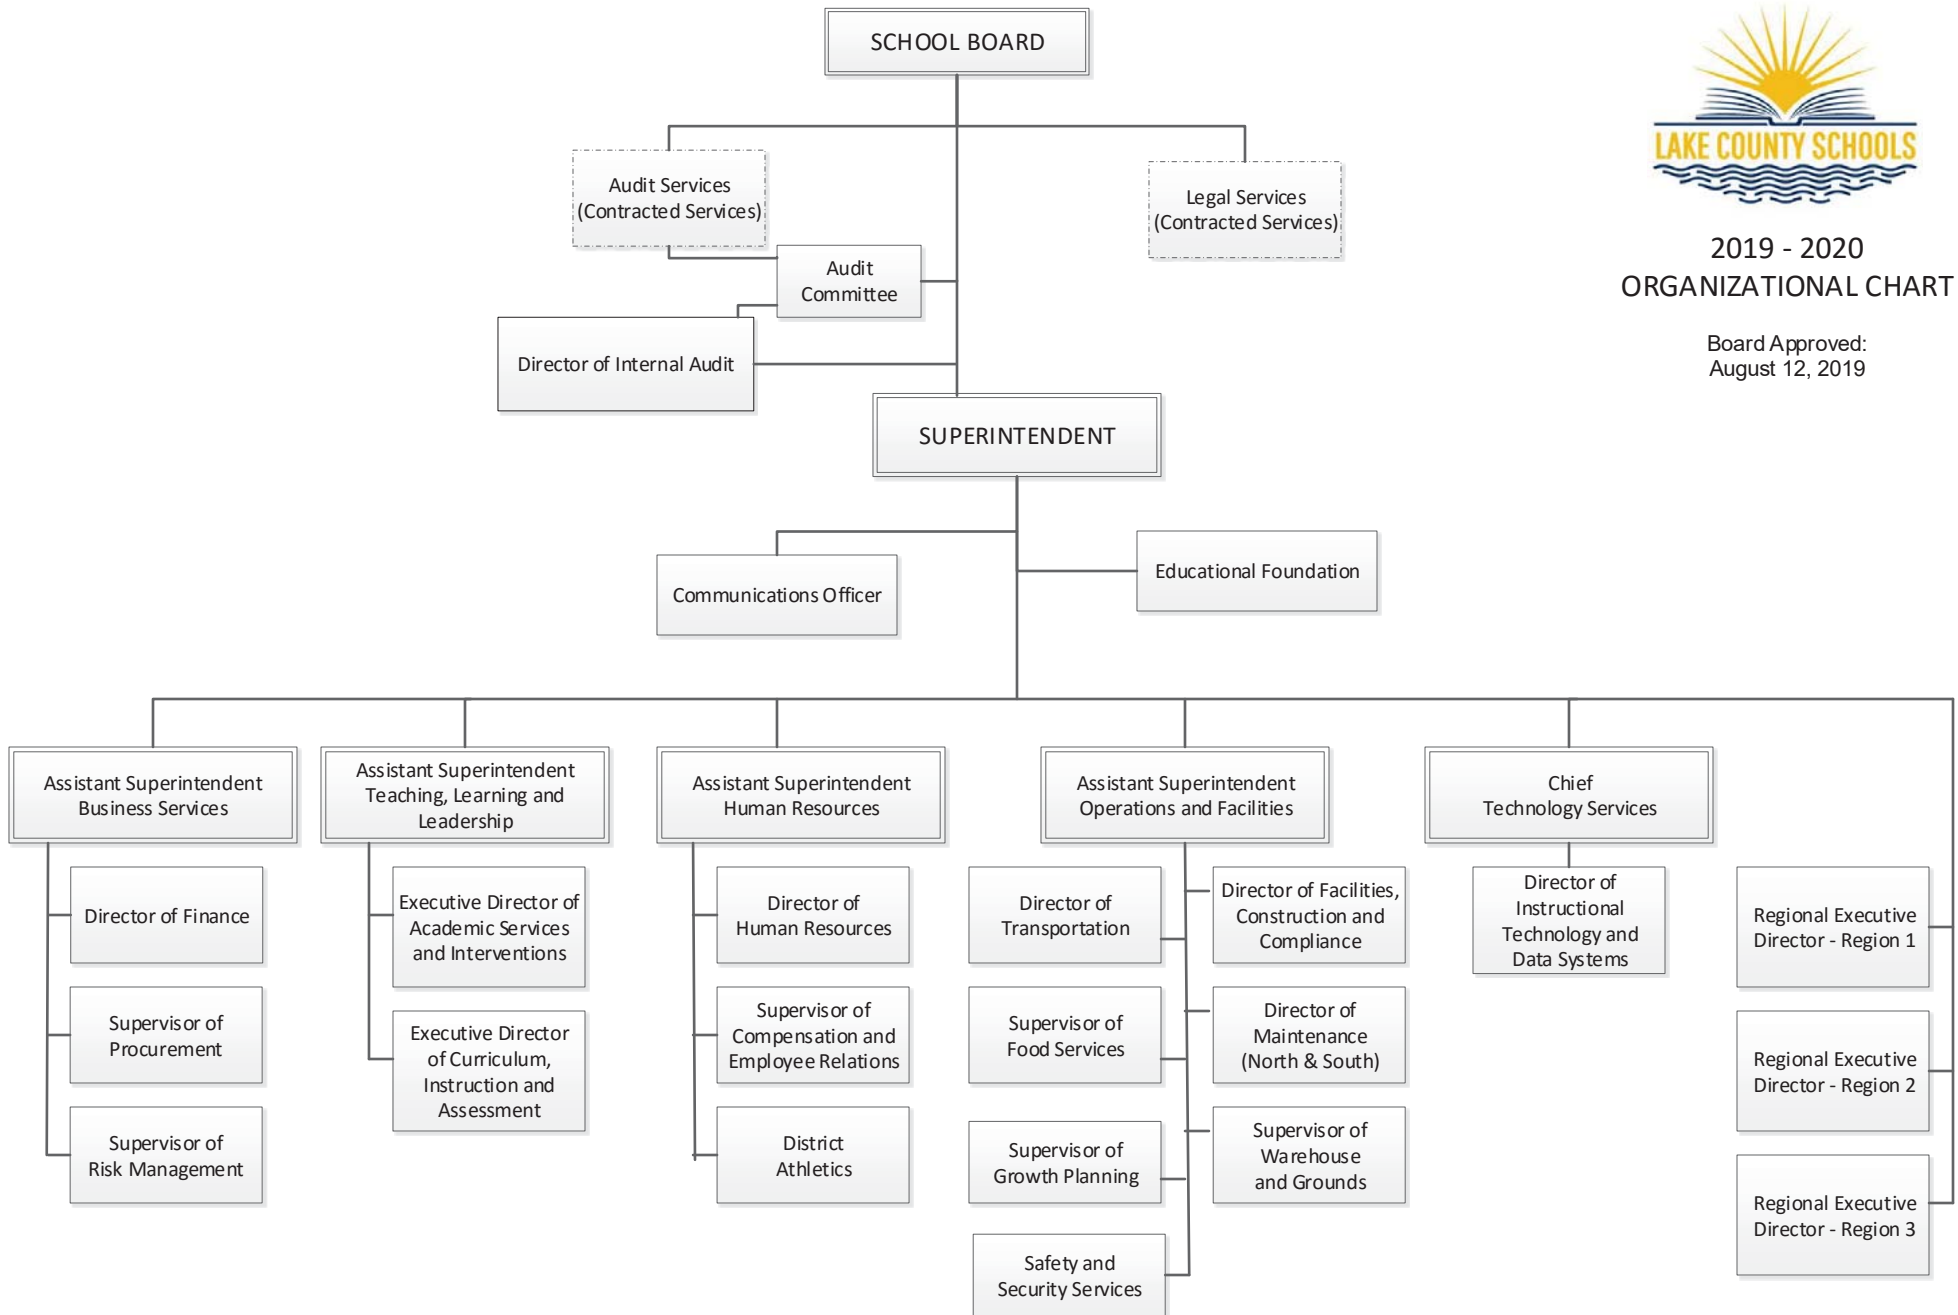 SCHOOL BOARD
LAKE COUNTY SCHOOLS
2019 - 2020
ORGANIZATIONAL CHART
Board Approved:
August 12, 2019
Audit Services
(Contracted Services)
Legal Services
(Contracted Services)
Audit
Committee
Director of Internal Audit
SUPERINTENDENT
Communications Officer
Educational Foundation
Assistant Superintendent
Business Services
Director of Finance
Supervisor of
Procurement
Supervisor of
Risk Management
Assistant Superintendent
Teaching, Learning and
Leadership
Executive Director of
Academic Services
and Interventions
Executive Director
of Curriculum,
Instruction and
Assessment
Assistant Superintendent
Human Resources
Director of
Human Resources
Supervisor of
Compensation and
Employee Relations
District
Athletics
Assistant Superintendent
Operations and Facilities
Director of
Transportation
Director of Facilities,
Construction and
Compliance
Supervisor of
Food Services
Director of
Maintenance
(North & South)
Supervisor of
Growth Planning
Supervisor of
Warehouse
and Grounds
Safety and
Security Services
Chief
Technology Services
Director of
Instructional
Technology and
Data Systems
Regional Executive
Director - Region 1
Regional Executive
Director - Region 2
Regional Executive
Director - Region 3